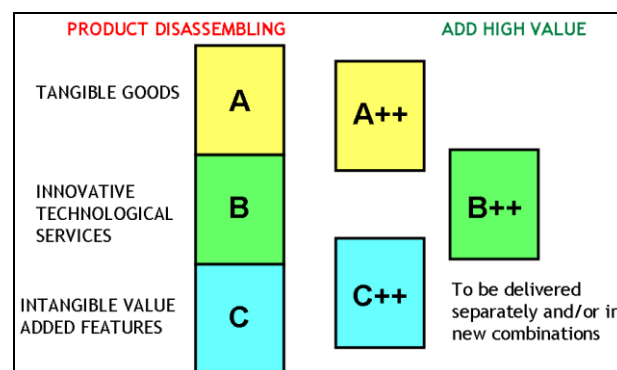 PRODUCT DISASSEMBLING
ADD HIGH VALUE
TANGIBLE GOODS
A
A++
INNOVATIVE
TECHNOLOGICAL
SERVICES
B
B++
INTANGIBLE VALUE
ADDED FEATURES
C
C++
To be delivered
separately and/or in
new combinations